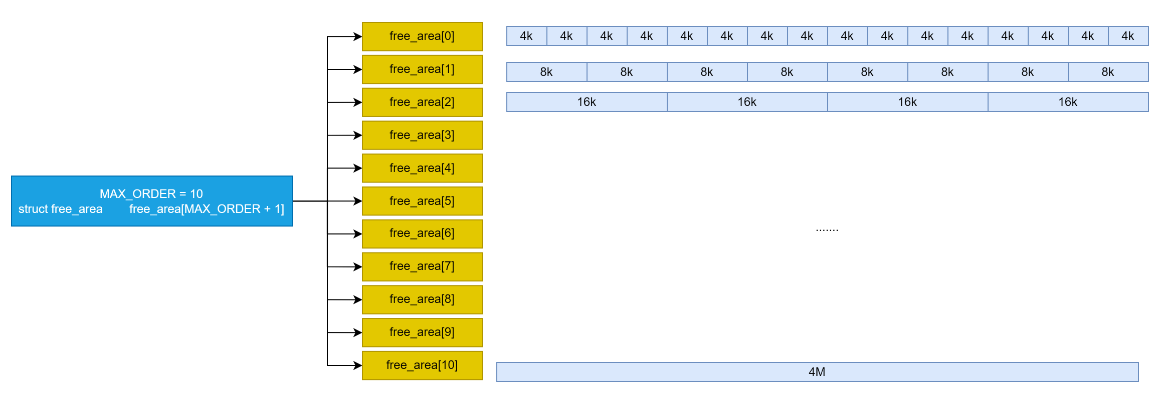 free_area[0]
4k 4k 4k 4k 4k 4k 4k 4k 4k 4k 4k 4k 4k 4k 4k 4k
free_area[1]
8k 8k 8k 8k 8k 8k 8k 8k
free_area[2]
16k 16k 16k 16k
free_area[3]
free_area[4]
MAX_ORDER = 10
struct free_area free_area[MAX_ORDER + 1]
free_area[5]
free_area[6]
.......
free_area[7]
free_area[8]
free_area[9]
free_area[10]
4M